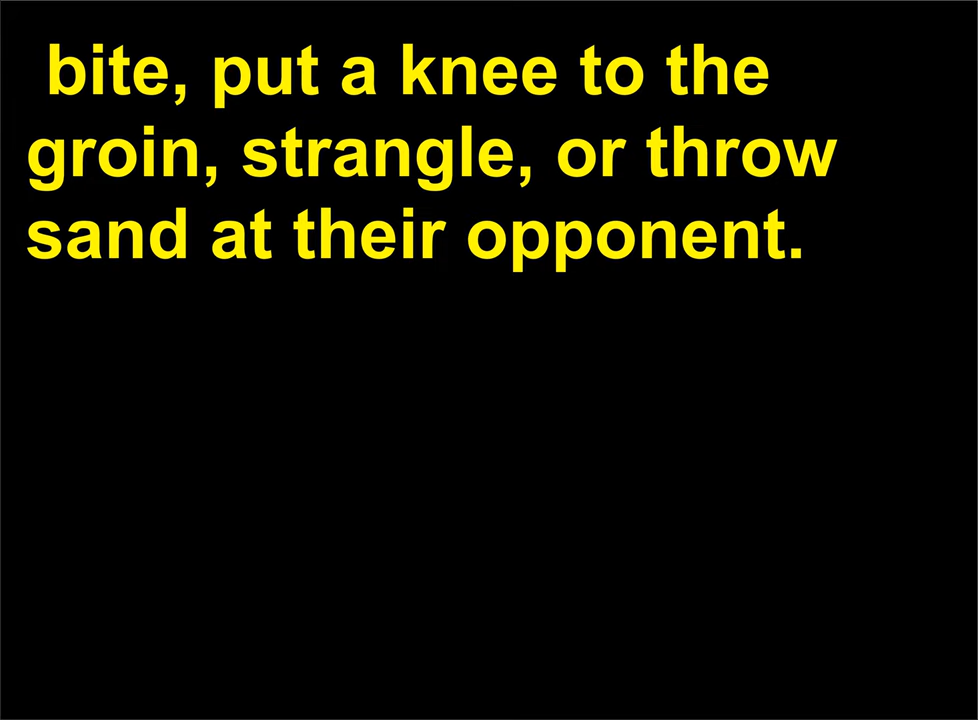 bite, put a knee to the
groin, strangle, or throw
sand at their opponent.